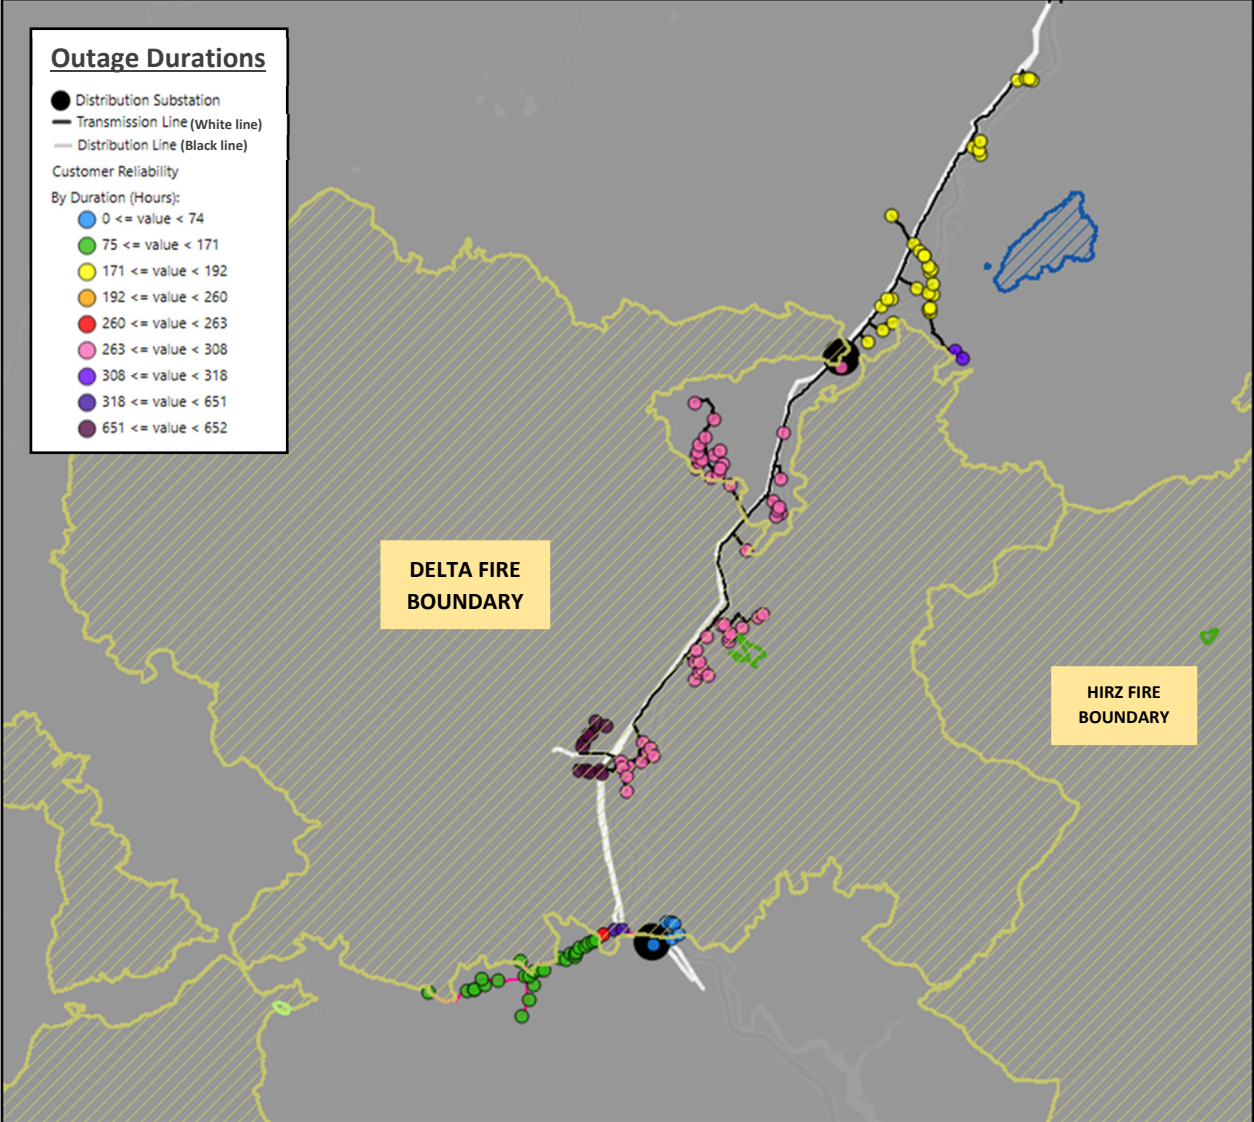 Outage Durations
Distribution Substation
Transmission Line (White line)
Distribution Line (Black line)
Customer Reliability
By Duration (Hours):
0 <= value < 74
75 <= value < 171
171 <= value < 192
192 <= value < 260
260 <= value < 263
263 <= value < 308
308 <= value < 318
318 <= value < 651
651 <= value < 652
DELTA FIRE
BOUNDARY
HIRZ FIRE
BOUNDARY